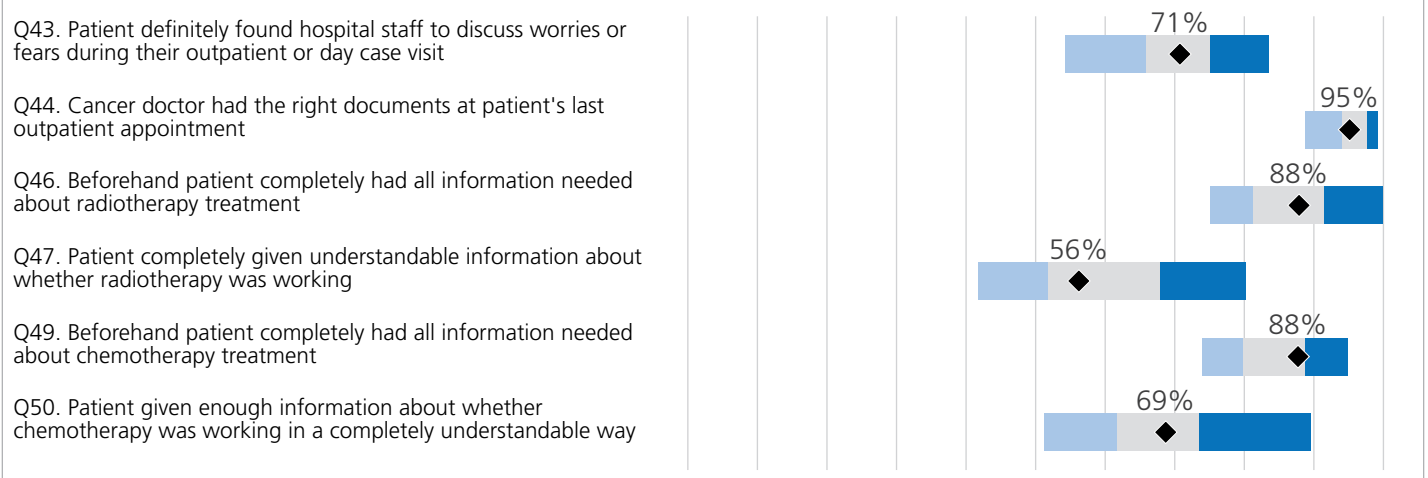 Q43. Patient definitely found hospital staff to discuss worries or
fears during their outpatient or day case visit
71%
Q44. Cancer doctor had the right documents at patient's last
outpatient appointment
95%
Q46. Beforehand patient completely had all information needed
about radiotherapy treatment
88%
Q47. Patient completely given understandable information about
whether radiotherapy was working
56%
Q49. Beforehand patient completely had all information needed
about chemotherapy treatment
88%
Q50. Patient given enough information about whether
chemotherapy was working in a completely understandable way
69%